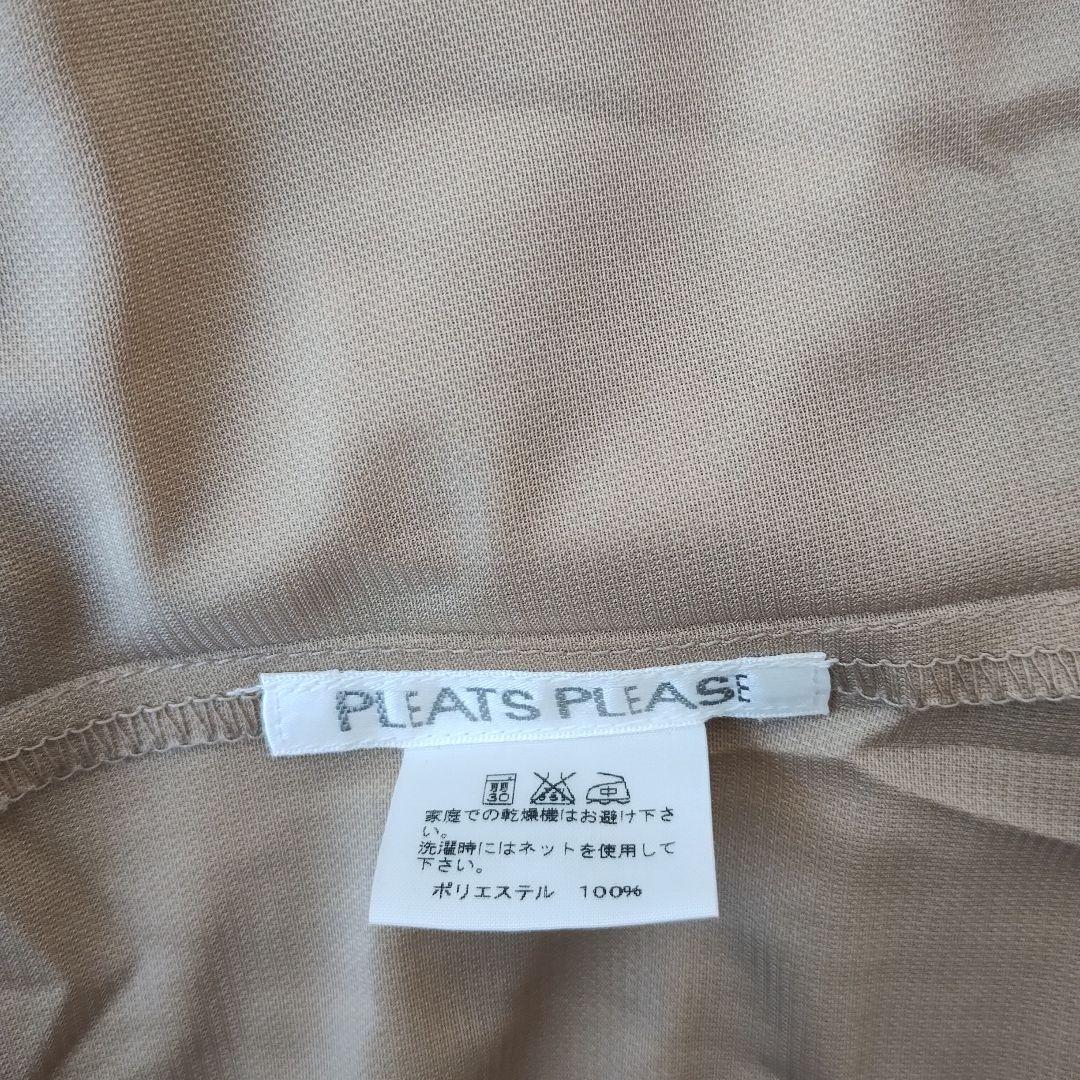 PLEATS PLEASE
30 中
家庭での乾燥機はお避け下さ
い。
洗濯時にはネットを使用して
下さい。
ポリエステル 100%